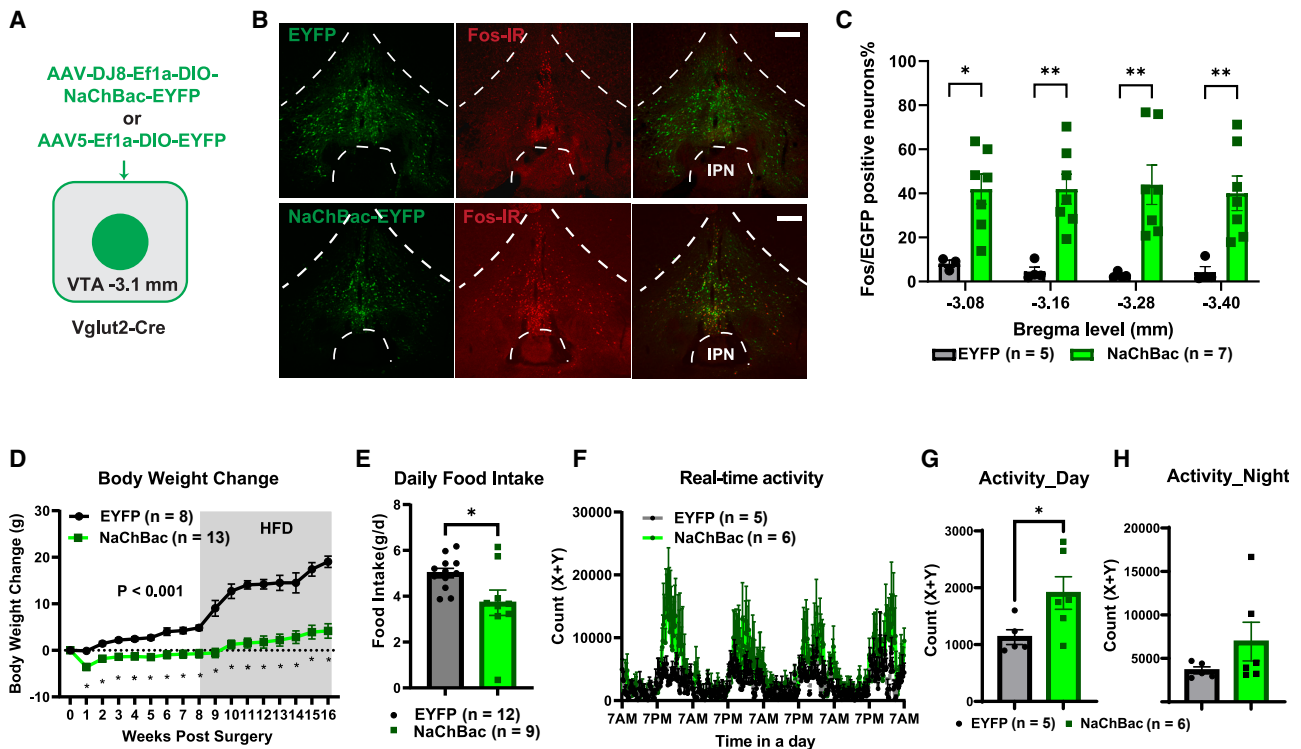 A
AAV-DJ8-Ef1a-DIO-
NaChBac-EYFP
or
AAV5-Ef1a-DIO-EYFP
↓
VTA -3.1 mm
Vglut2-Cre
B
EYFP
Fos-IR
IPN
NaChBac-EYFP
Fos-IR
IPN
C
Fos/EGFP positive neurons%
100
80
60
40
20
0
* ** ** **
-3.08 -3.16 -3.28 -3.40
Bregma level (mm)
EYFP (n = 5) NaChBac (n = 7)
D
Body Weight Change
Body Weight Change (g)
30
20
10
0
-10
EYFP (n = 8)
NaChBac (n = 13)
HFD
P < 0.001
* * * * * * * * * * * * * * * *
0 1 2 3 4 5 6 7 8 9 10 11 12 13 14 15 16
Weeks Post Surgery
E
Daily Food Intake
Food Intake(g/d)
8
6
4
2
0
*
EYFP (n = 12)
NaChBac (n = 9)
F
Real-time activity
Count (X+Y)
30000
20000
10000
0
EYFP (n = 5)
NaChBac (n = 6)
7AM 7PM 7AM 7PM 7AM 7PM 7AM 7PM 7AM
Time in a day
G
Activity_Day
Count (X+Y)
3000
2000
1000
0
*
H
Activity_Night
Count (X+Y)
20000
15000
10000
5000
0
EYFP (n = 5) NaChBac (n = 6)